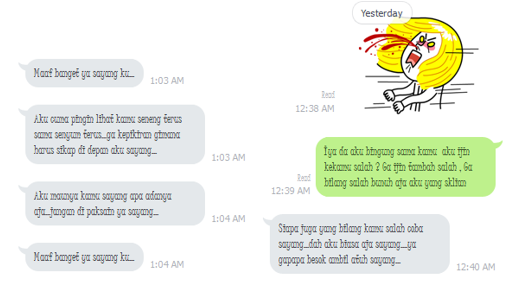 Maaf banget ya sayang ku...
1:03 AM
Aku cuma pingin lihat kamu seneng terus
sama senyum terus...ga kepikiran gimana
harus sikap di depan aku sayang...
1:03 AM
Aku maunya kamu sayang apa adanya
aja...jangan di paksain ya sayang...
1:04 AM
Maaf banget ya sayang ku...
1:04 AM
Yesterday
Read
12:38 AM
Iya da aku bingung sama kamu aku ijin
kekamu salah ? Ga ijin tambah salah , Ga
bilang salah bunuh aja aku yang sklian
Read
12:39 AM
Siapa juga yang bilang kamu salah coba
sayang...dah aku biasa aja sayang....ya
gapapa besok ambil atuh sayang...
12:40 AM